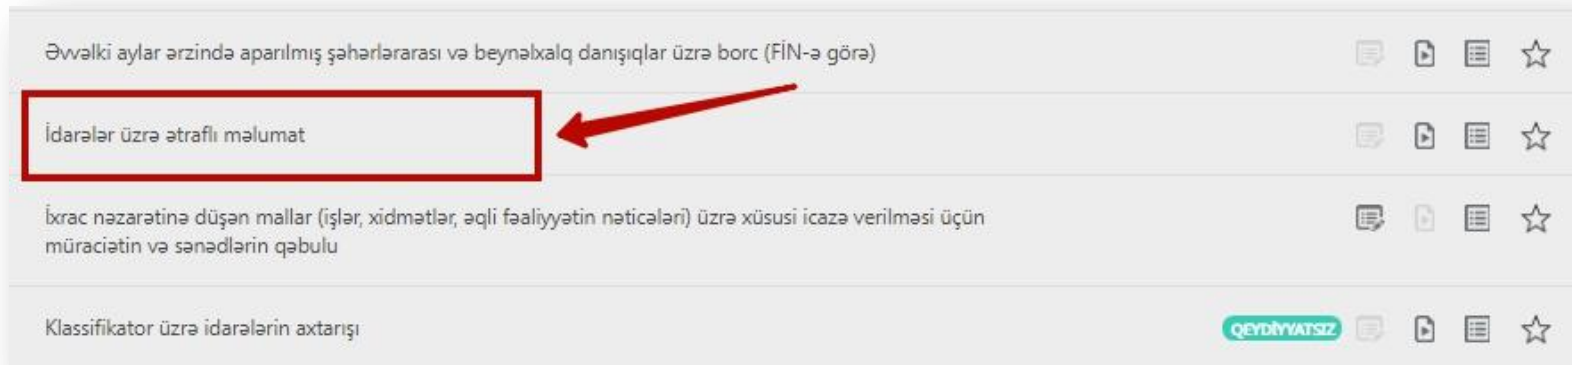 Əvvəlki aylar ərzində aparılmış şəhərlərarası və beynəlxalq danışıqlar üzrə borc (FİN-ə görə)
İdarələr üzrə ətraflı məlumat
İxrac nəzarətinə düşən mallar (işlər, xidmətlər, əqli fəaliyyətin nəticələri) üzrə xüsusi icazə verilməsi üçün
müraciətin və sənədlərin qəbulu
Klassifikator üzrə idarələrin axtarışı QEYDİYYATSIZ